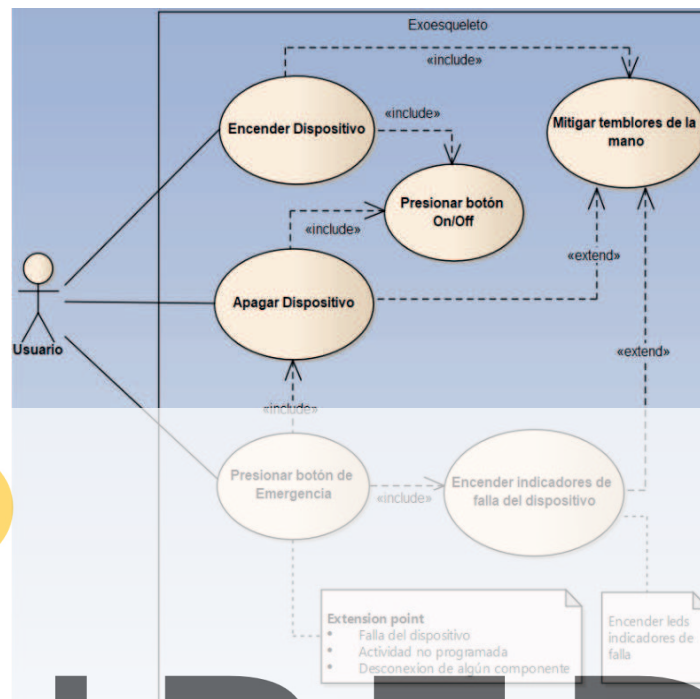 Exoesqueleto
«include»
«include»
Encender Dispositivo
Mitigar temblores de la
mano
Presionar botón
On/Off
«include»
«extend»
Apagar Dispositivo
Usuario
«extend»
«include»
Presionar botón de
Emergencia
«include»
Encender indicadores de
falla del dispositivo
Extension point
• Falla del dispositivo
• Actividad no programada
• Desconexion de algún componente
Encender leds
indicadores de
falla